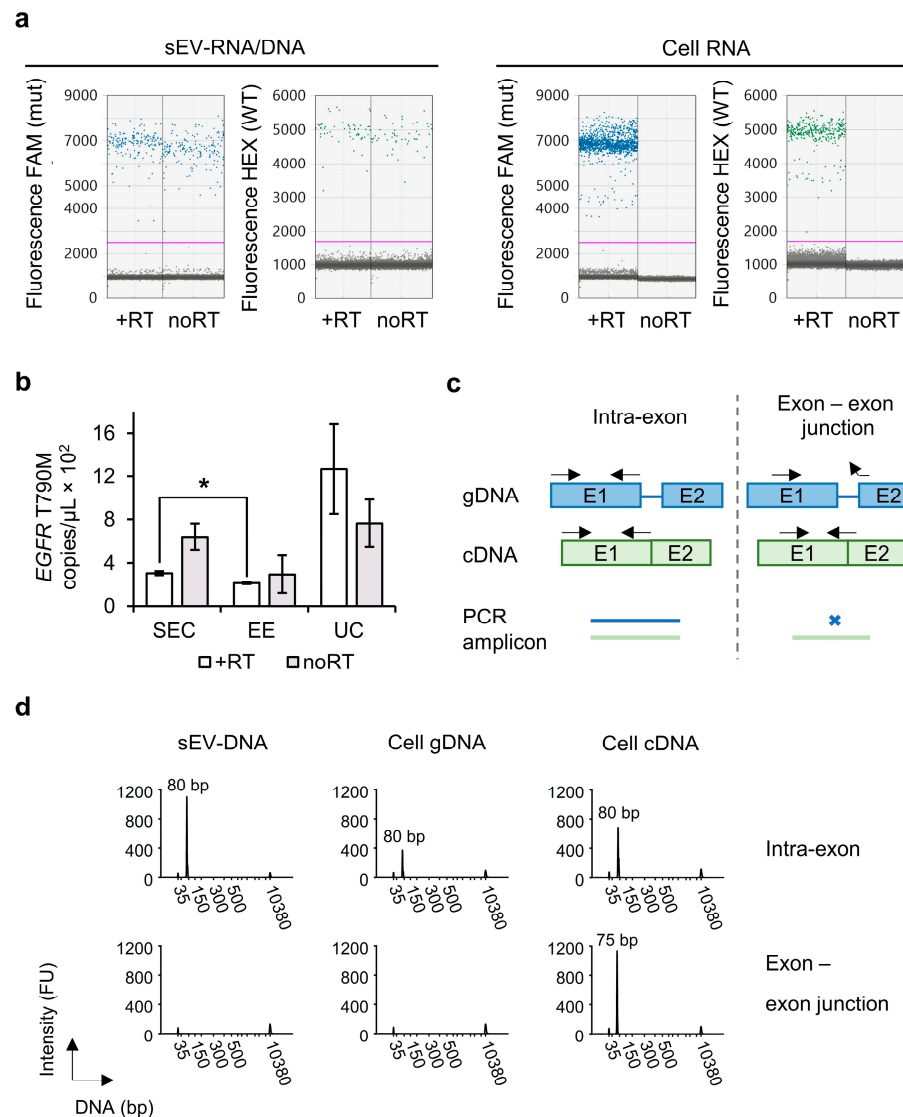 a
sEV-RNA/DNA
Cell RNA
Fluorescence FAM (mut)
9000
7000
6000
5000
4000
2000
1000
0
+RT noRT
Fluorescence HEX (WT)
6000
5000
4000
3000
2000
1000
0
+RT noRT
Fluorescence FAM (mut)
9000
7000
6000
5000
4000
2000
1000
0
+RT noRT
Fluorescence HEX (WT)
6000
5000
4000
3000
2000
1000
0
+RT noRT
b
EGFR T790M
copies/µL × 10²
16
12
8
4
0
*
SEC EE UC
+RT noRT
c
Intra-exon
Exon – exon
junction
gDNA E1 E2 E1 E2
cDNA E1 E2 E1 E2
PCR
amplicon
d
sEV-DNA Cell gDNA Cell cDNA
1200
800
400
0
80 bp
35 150 300 500 10380
1200
800
400
0
80 bp
35 150 300 500 10380
1200
800
400
0
80 bp
35 150 300 500 10380
Intra-exon
1200
800
400
0
35 150 300 500 10380
1200
800
400
0
35 150 300 500 10380
1200
800
400
0
75 bp
35 150 300 500 10380
Exon –
exon junction
Intensity (FU)
DNA (bp)